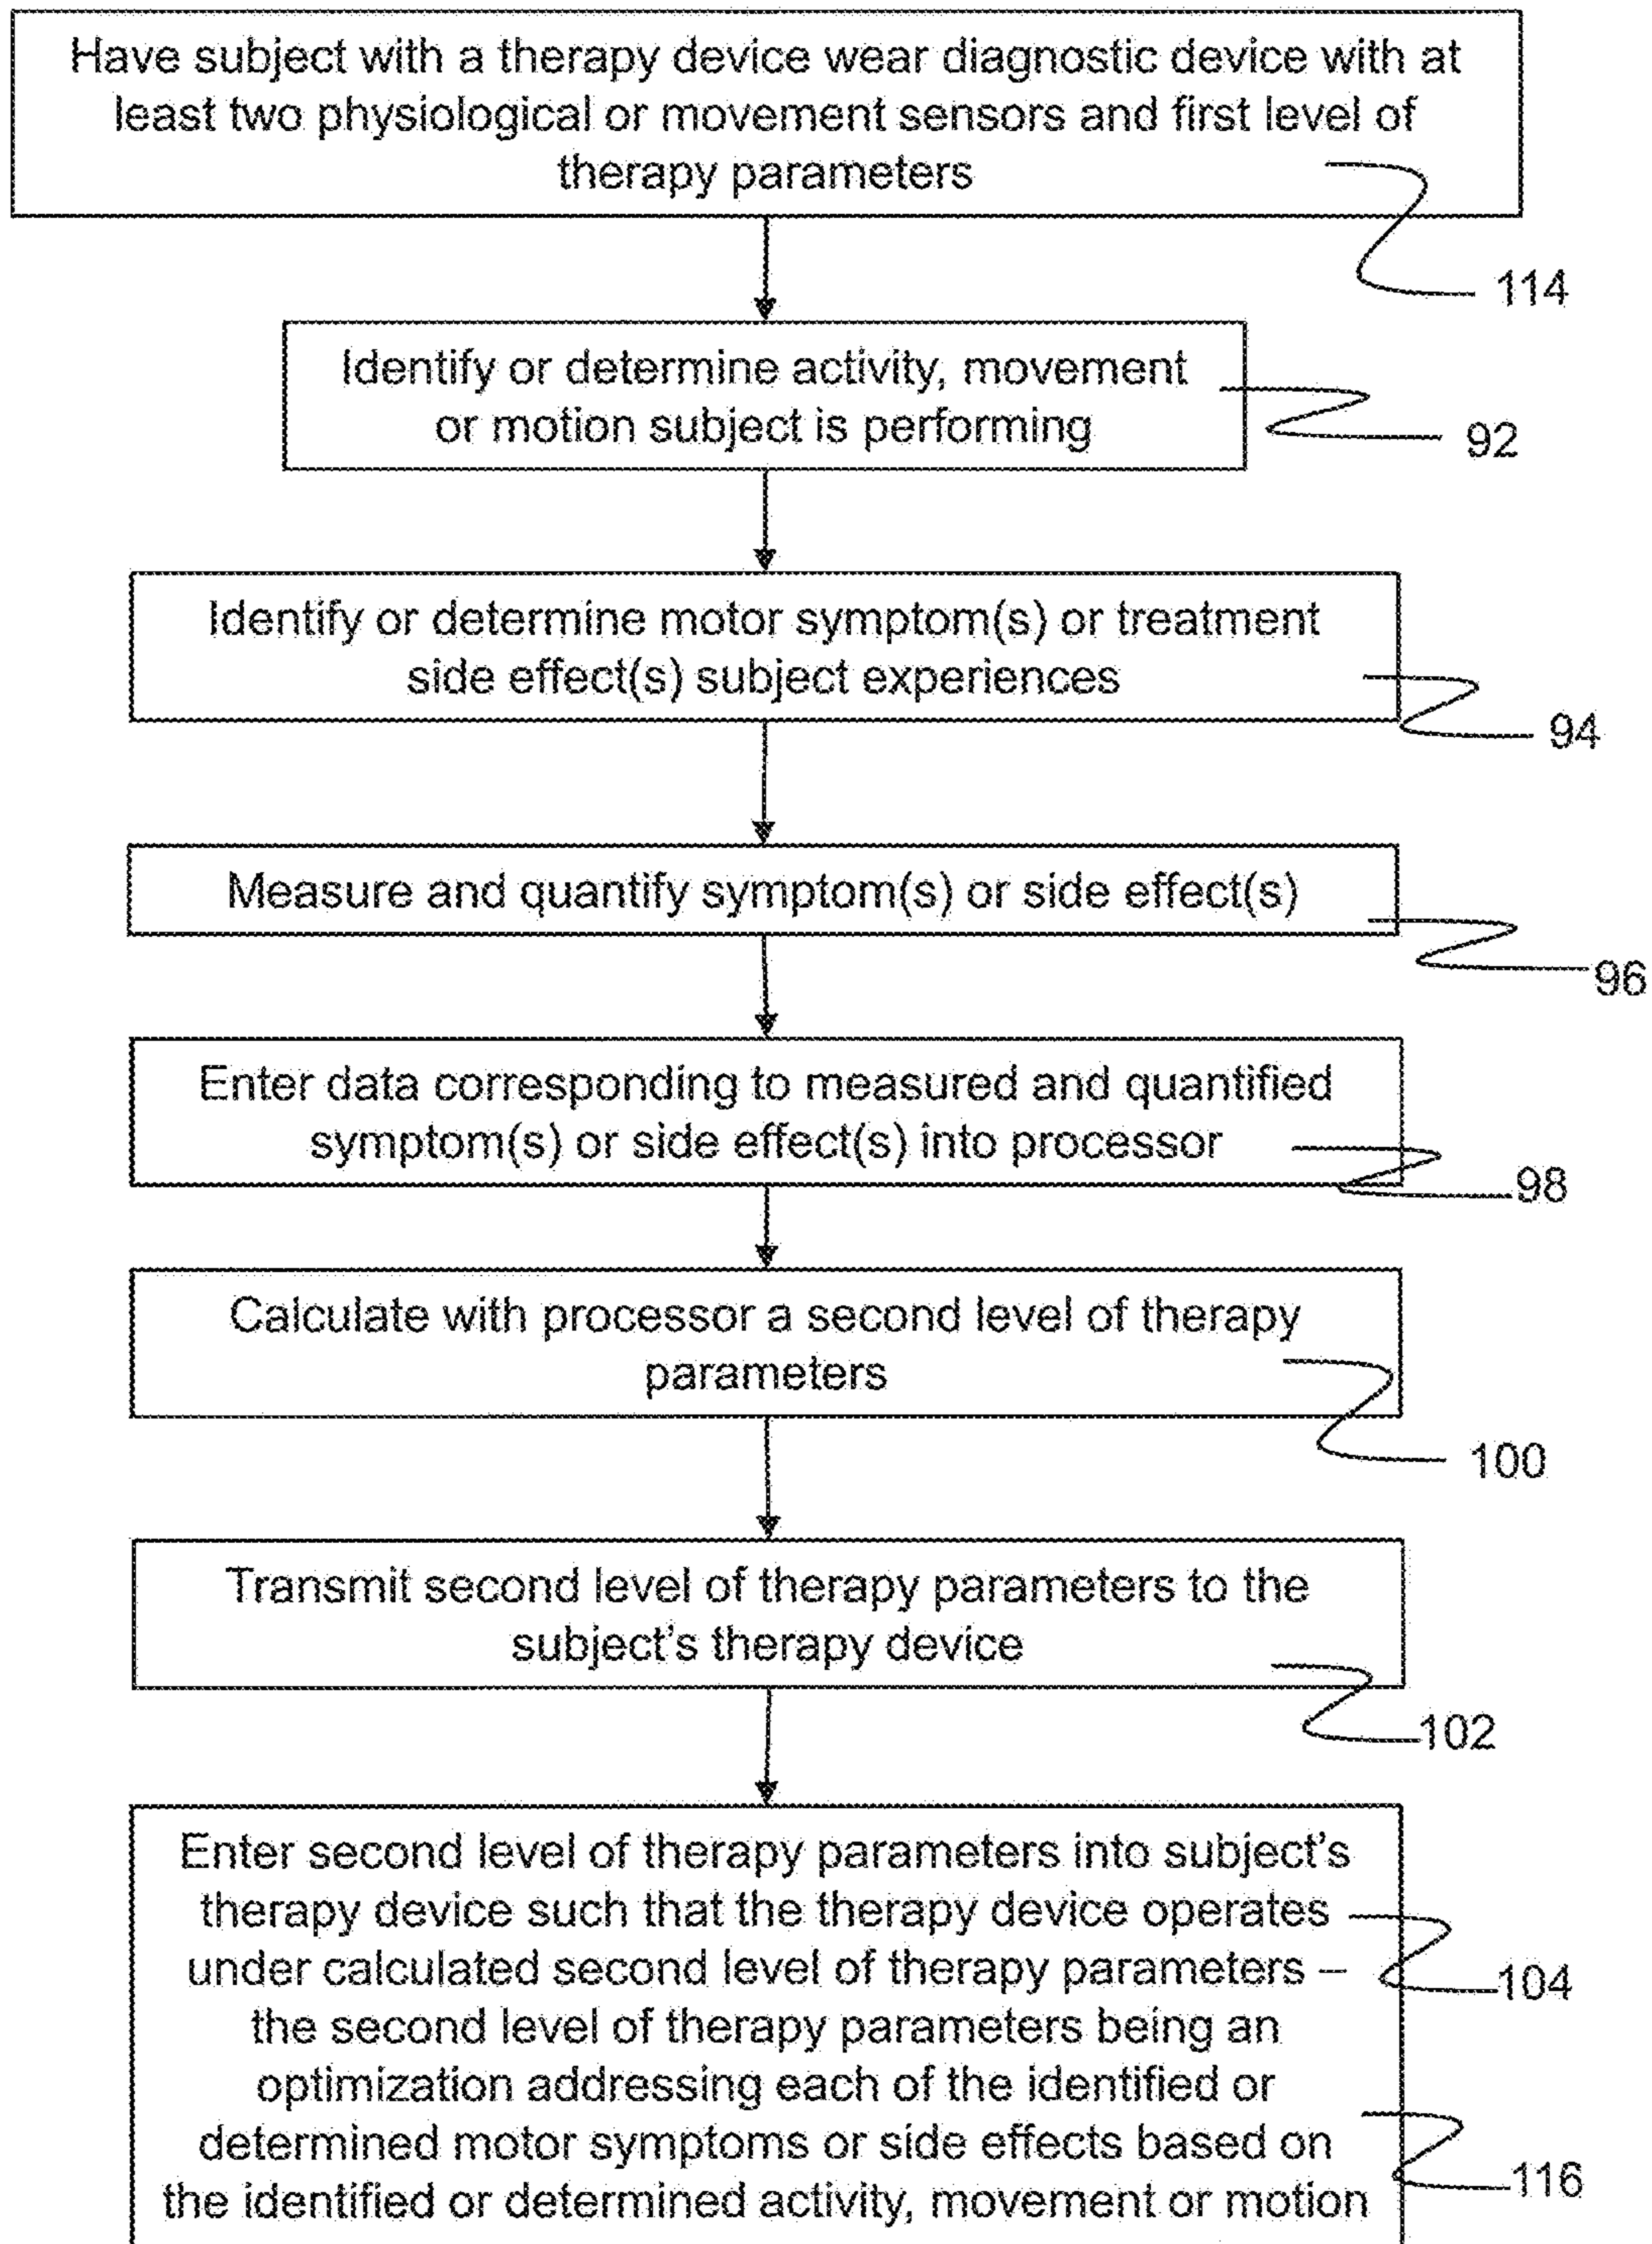 Have subject with a therapy device wear diagnostic device with at
least two physiological or movement sensors and first level of
therapy parameters
114
Identify or determine activity, movement
or motion subject is performing
92
Identify or determine motor symptom(s) or treatment
side effect(s) subject experiences
94
Measure and quantify symptom(s) or side effect(s)
96
Enter data corresponding to measured and quantified
symptom(s) or side effect(s) into processor
98
Calculate with processor a second level of therapy
parameters
100
Transmit second level of therapy parameters to the
subject's therapy device
102
Enter second level of therapy parameters into subject's
therapy device such that the therapy device operates
under calculated second level of therapy parameters –
the second level of therapy parameters being an
optimization addressing each of the identified or
determined motor symptoms or side effects based on
the identified or determined activity, movement or motion
104
116